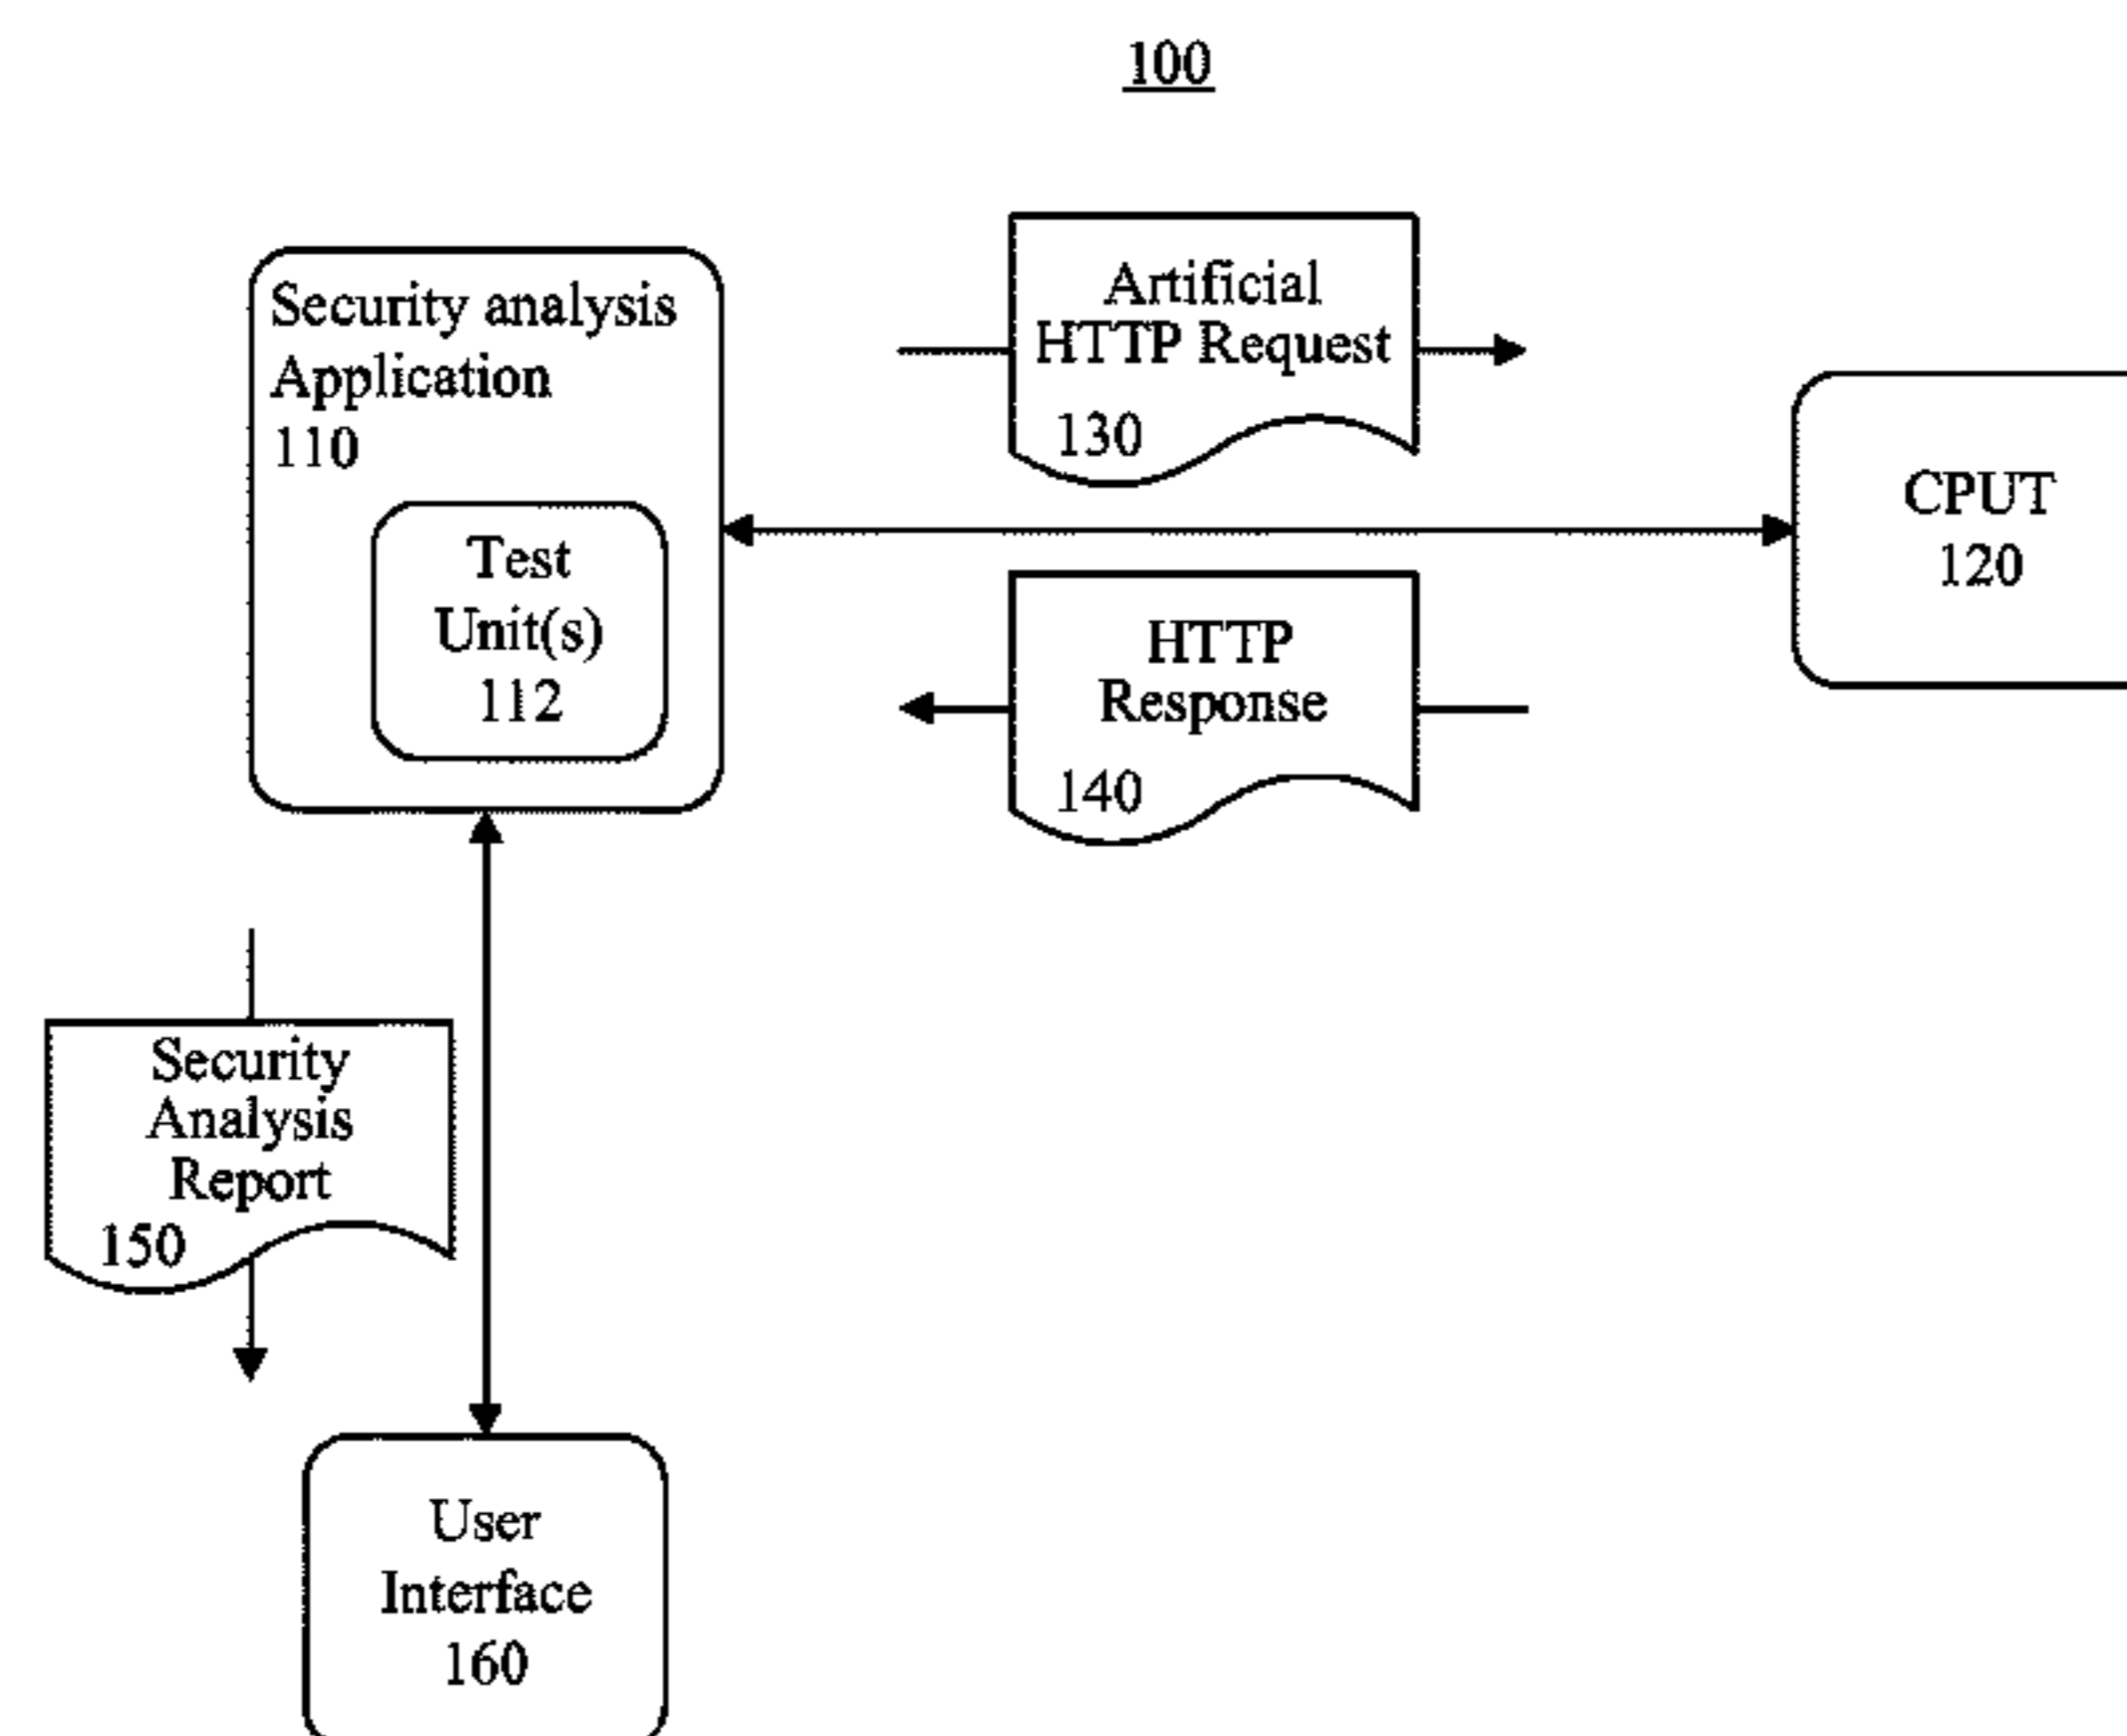 100
Security analysis
Application
110
Test
Unit(s)
112
Artificial
HTTP Request
130
CPUT
120
HTTP
Response
140
Security
Analysis
Report
150
User
Interface
160